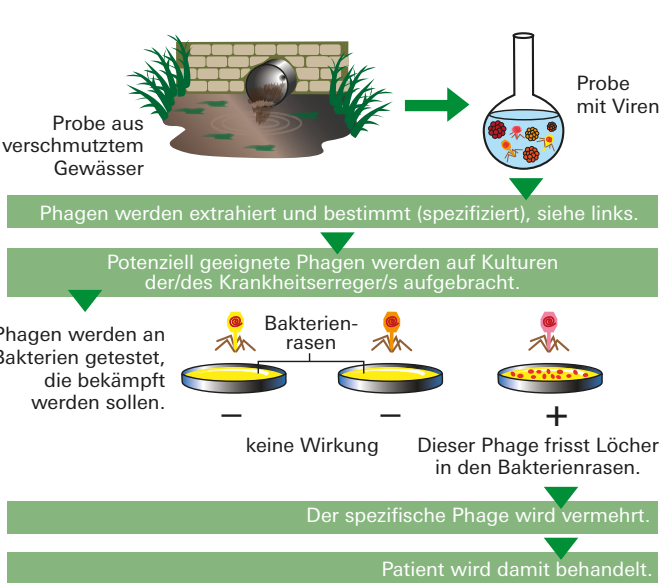 Probe aus
verschmutztem
Gewässer
Probe
mit Viren
Phagen werden extrahiert und bestimmt (spezifiziert), siehe links.
Potenziell geeignete Phagen werden auf Kulturen
der/des Krankheitserreger/s aufgebracht.
Phagen werden an
Bakterien getestet,
die bekämpft
werden sollen.
Bakterien-
rasen
–
–
+
keine Wirkung
Dieser Phage frisst Löcher
in den Bakterienrasen.
Der spezifische Phage wird vermehrt.
Patient wird damit behandelt.